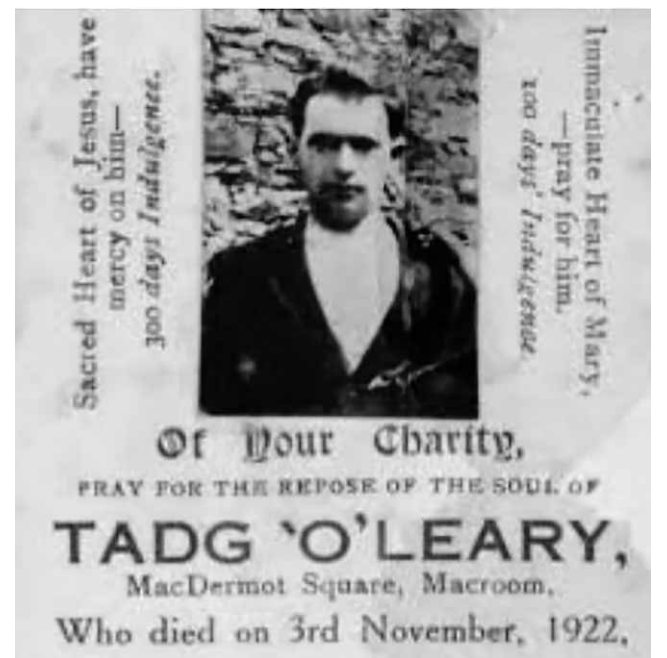 Sacred Heart of Jesus, have
mercy on him—
300 days Indulgence.
Immaculate Heart of Mary,
—pray for him.
100 days' Indulgence
Of Your Charity,
PRAY FOR THE REPOSE OF THE SOUL OF
TADG 'O'LEARY,
MacDermot Square, Macroom,
Who died on 3rd November, 1922,